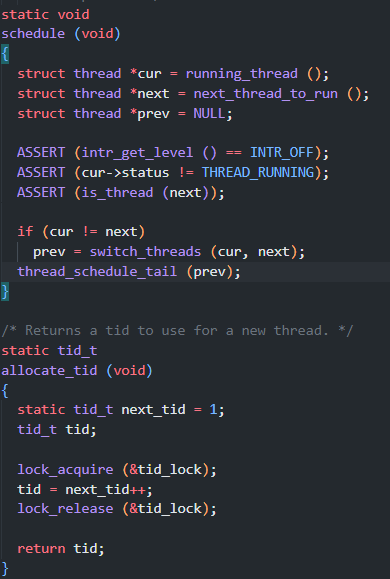 static void
schedule (void)
{
  struct thread *cur = running_thread ();
  struct thread *next = next_thread_to_run ();
  struct thread *prev = NULL;

  ASSERT (intr_get_level () == INTR_OFF);
  ASSERT (cur->status != THREAD_RUNNING);
  ASSERT (is_thread (next));

  if (cur != next)
    prev = switch_threads (cur, next);
  thread_schedule_tail (prev);
}

/* Returns a tid to use for a new thread. */
static tid_t
allocate_tid (void)
{
  static tid_t next_tid = 1;
  tid_t tid;

  lock_acquire (&tid_lock);
  tid = next_tid++;
  lock_release (&tid_lock);

  return tid;
}